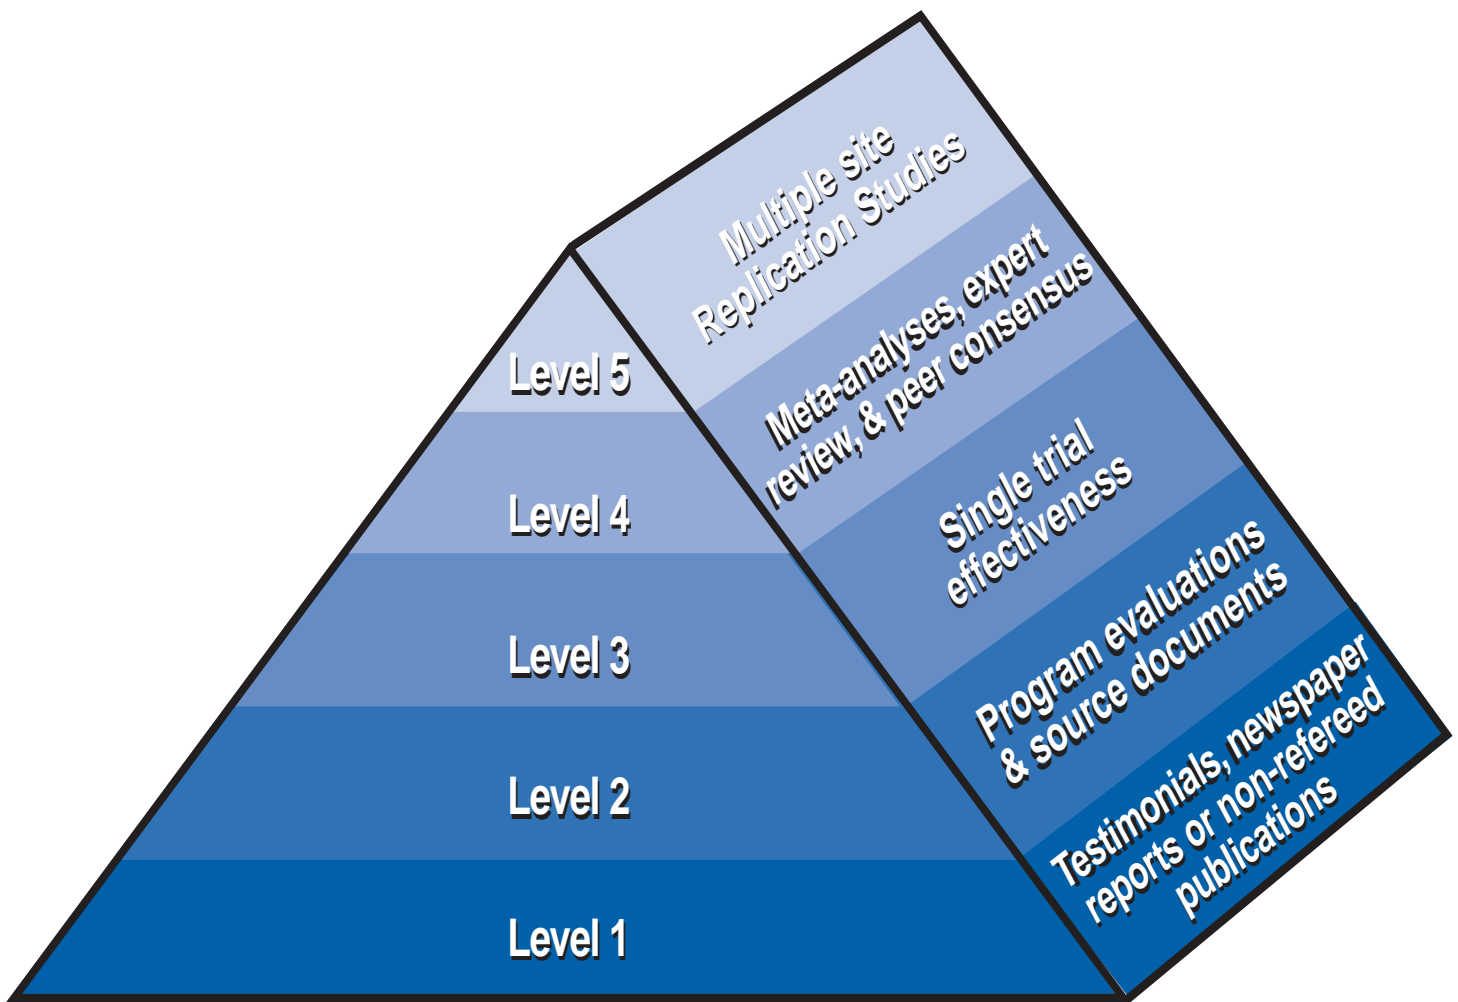 Multiple site
Replication Studies
Level 5
Meta-analyses, expert
review, & peer consensus
Level 4
Single trial
effectiveness
Level 3
Program evaluations
& source documents
Level 2
Testimonials, newspaper
reports or non-refereed
publications
Level 1